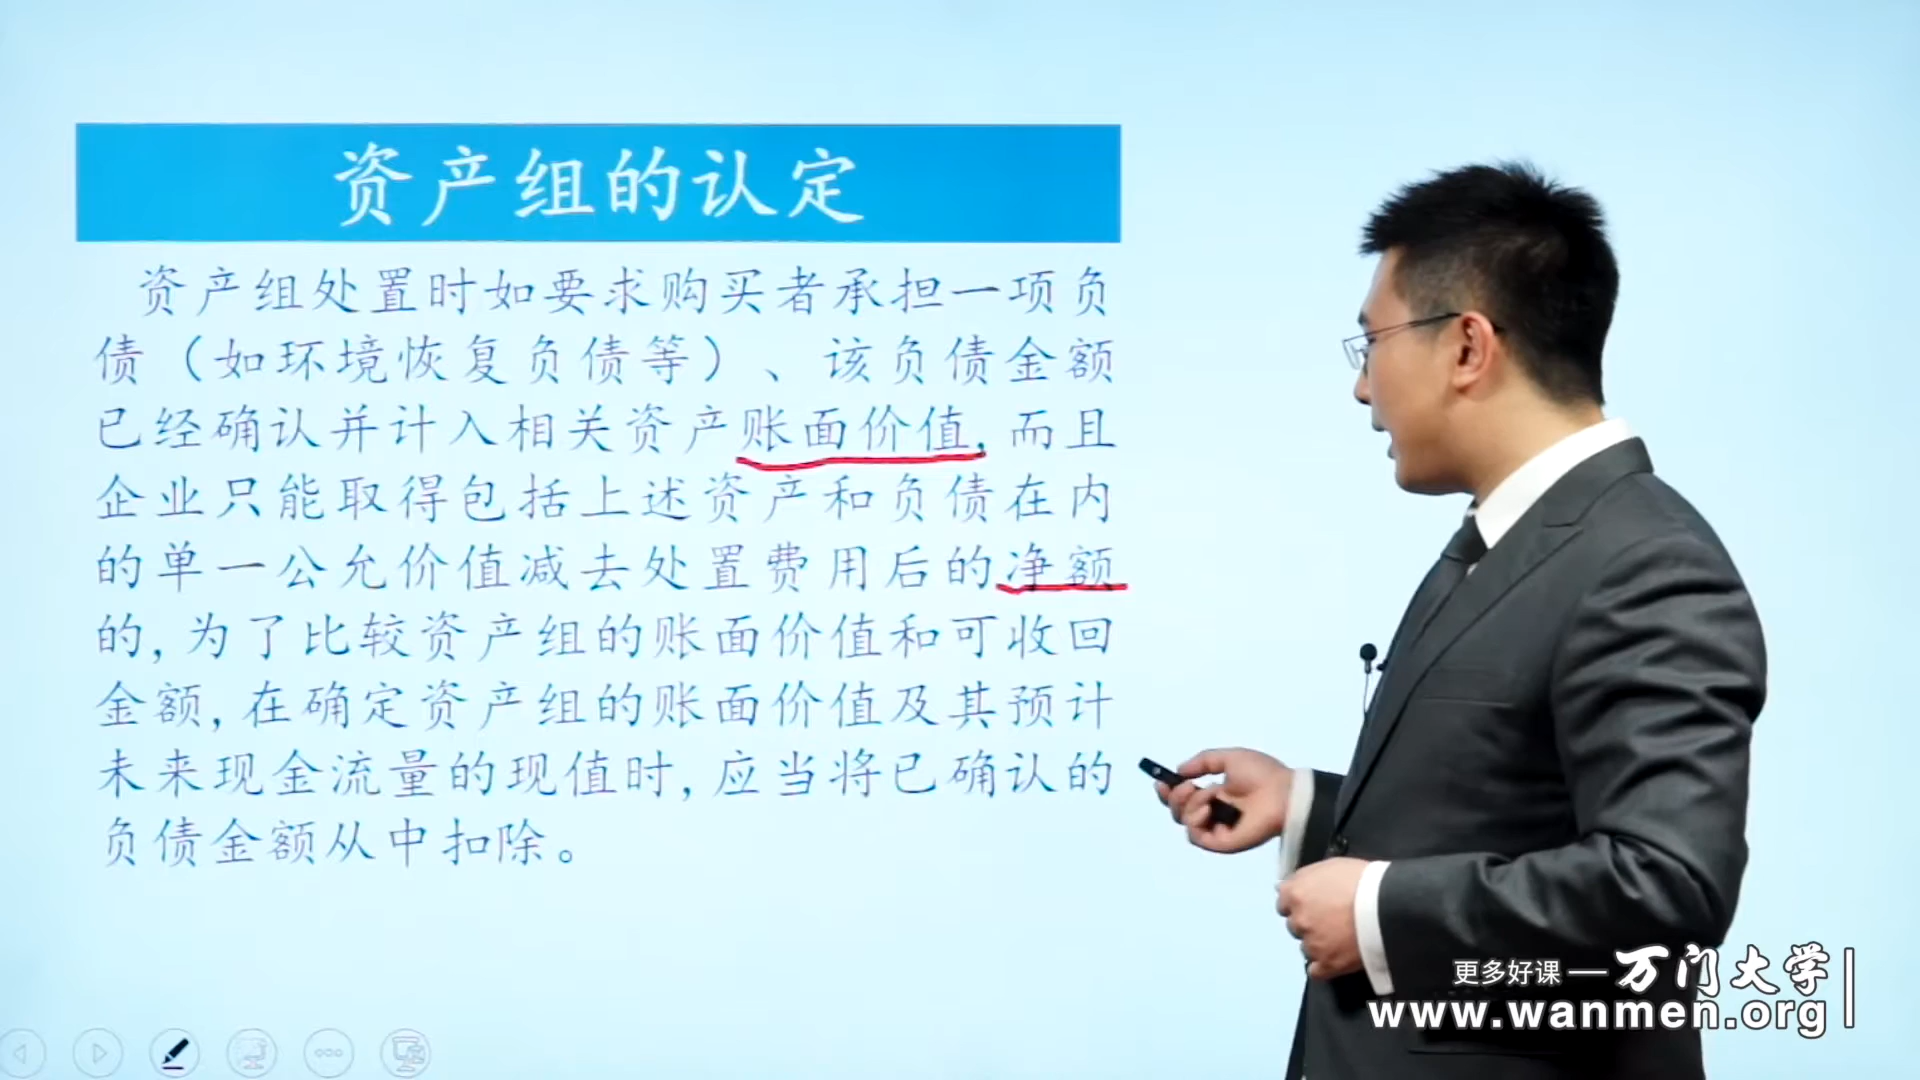 资产组的认定
资产组处置时如要求购买者承担一项负
债（如环境恢复负债等）、该负债金额
已经确认并计入相关资产账面价值,而且
企业只能取得包括上述资产和负债在内
的单一公允价值减去处置费用后的净额
的,为了比较资产组的账面价值和可收回
金额,在确定资产组的账面价值及其预计
未来现金流量的现值时,应当将已确认的
负债金额从中扣除。
更多好课—万门大学
www.wanmen.org